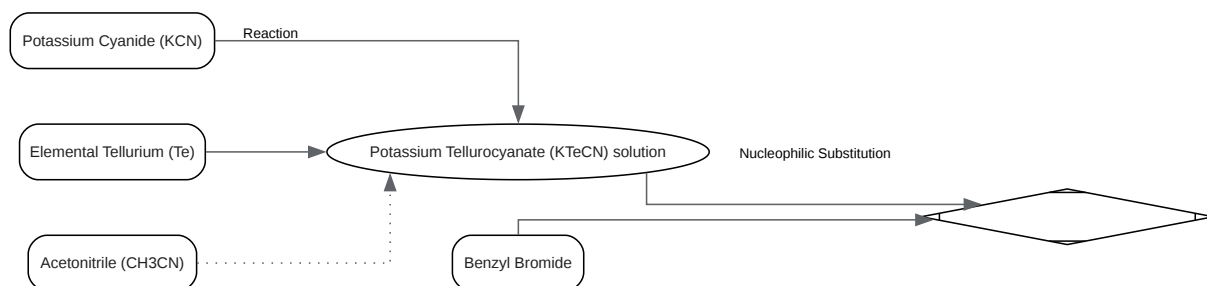 Potassium Cyanide (KCN)
Reaction
Elemental Tellurium (Te)
Potassium Tellurocyanate (KTeCN) solution
Nucleophilic Substitution
Acetonitrile (CH3CN)
Benzyl Bromide